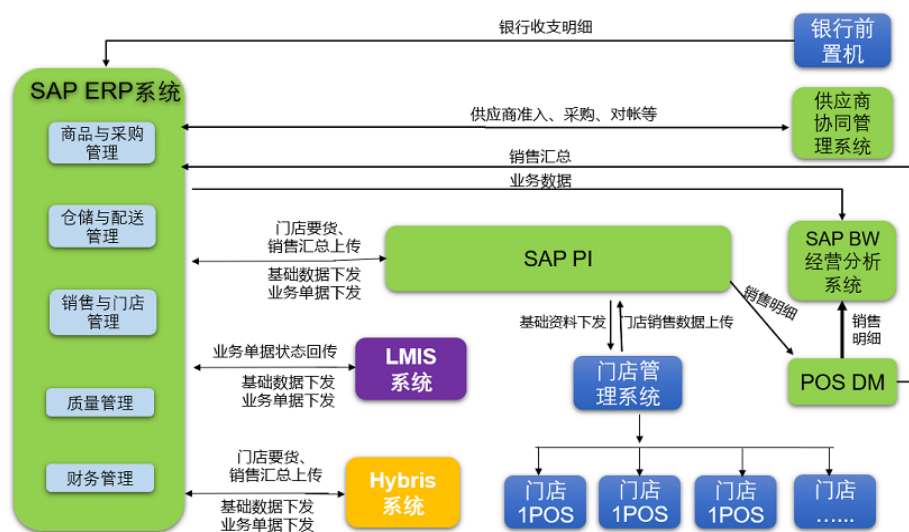 银行收支明细
银行前
置机
SAP ERP系统
商品与采购
管理
仓储与配送
管理
销售与门店
管理
质量管理
财务管理
供应商准入、采购、对帐等
供应商
协同管
理系统
销售汇总
业务数据
门店要货、
销售汇总上传
基础数据下发
业务单据下发
SAP PI
SAP BW
经营分析
系统
销售明细
销售
明细
POS DM
基础资料下发
门店销售数据上传
业务单据状态回传
基础数据下发
业务单据下发
LMIS
系统
门店管
理系统
门店要货、
销售汇总上传
基础数据下发
业务单据下发
Hybris
系统
门店
1POS
门店
1POS
门店
1POS
门店
……